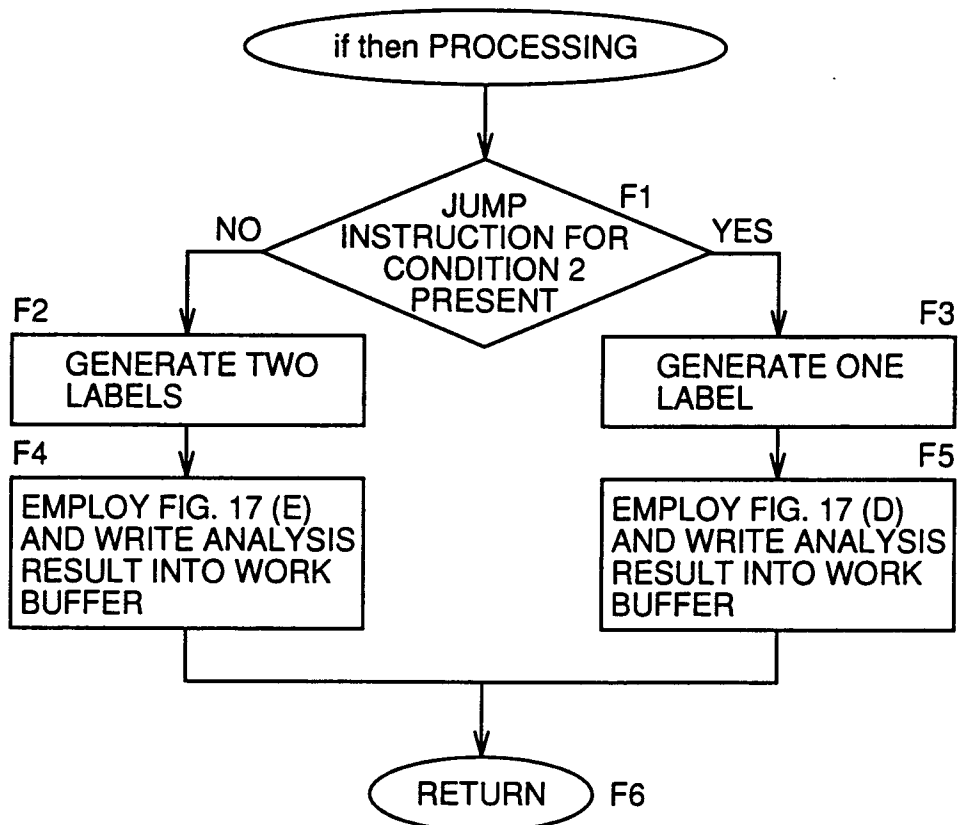 if then PROCESSING
F1
JUMP
INSTRUCTION FOR
CONDITION 2
PRESENT
NO
YES
F2
GENERATE TWO
LABELS
F3
GENERATE ONE
LABEL
F4
EMPLOY FIG. 17 (E)
AND WRITE ANALYSIS
RESULT INTO WORK
BUFFER
F5
EMPLOY FIG. 17 (D)
AND WRITE ANALYSIS
RESULT INTO WORK
BUFFER
RETURN
F6